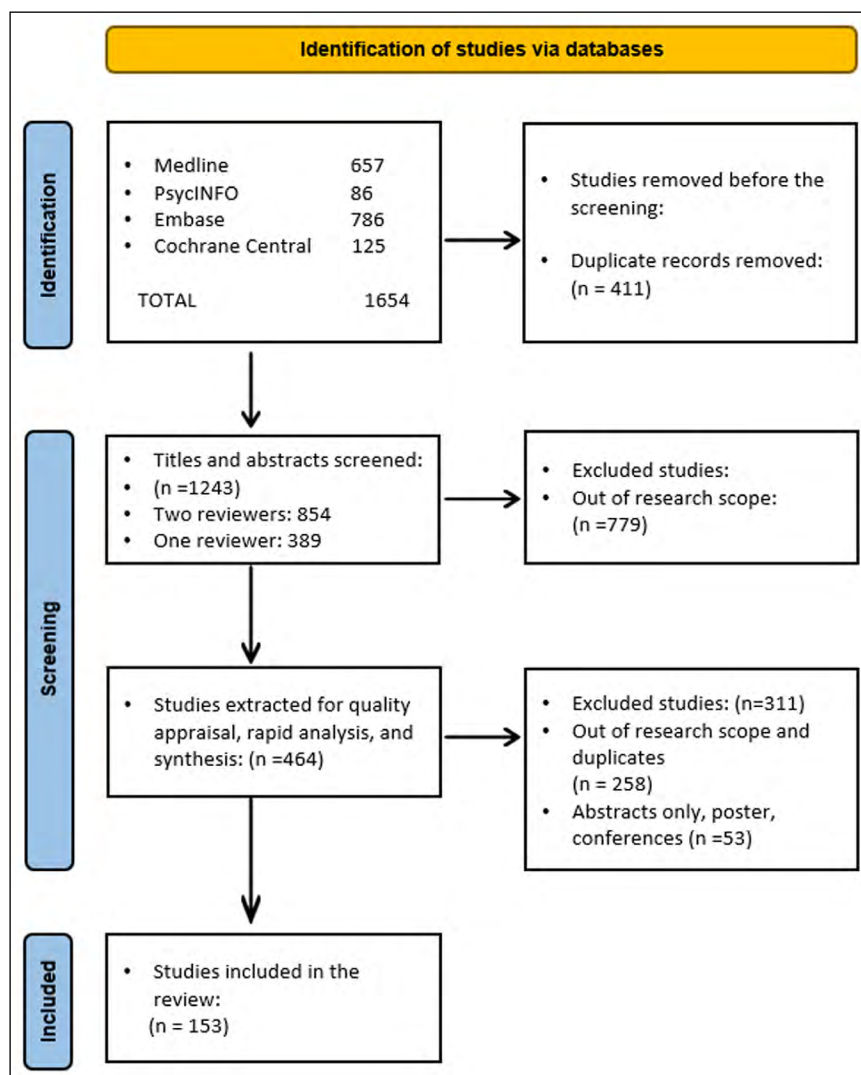 Identification of studies via databases
Identification
• Medline 657
• PsycINFO 86
• Embase 786
• Cochrane Central 125
TOTAL 1654
• Studies removed before the
screening:
• Duplicate records removed:
(n = 411)
Screening
• Titles and abstracts screened:
• (n =1243)
• Two reviewers: 854
• One reviewer: 389
• Excluded studies:
• Out of research scope:
(n =779)
• Studies extracted for quality
appraisal, rapid analysis, and
synthesis: (n =464)
• Excluded studies: (n=311)
• Out of research scope and
duplicates
(n = 258)
• Abstracts only, poster,
conferences (n =53)
Included
• Studies included in the
review:
(n = 153)